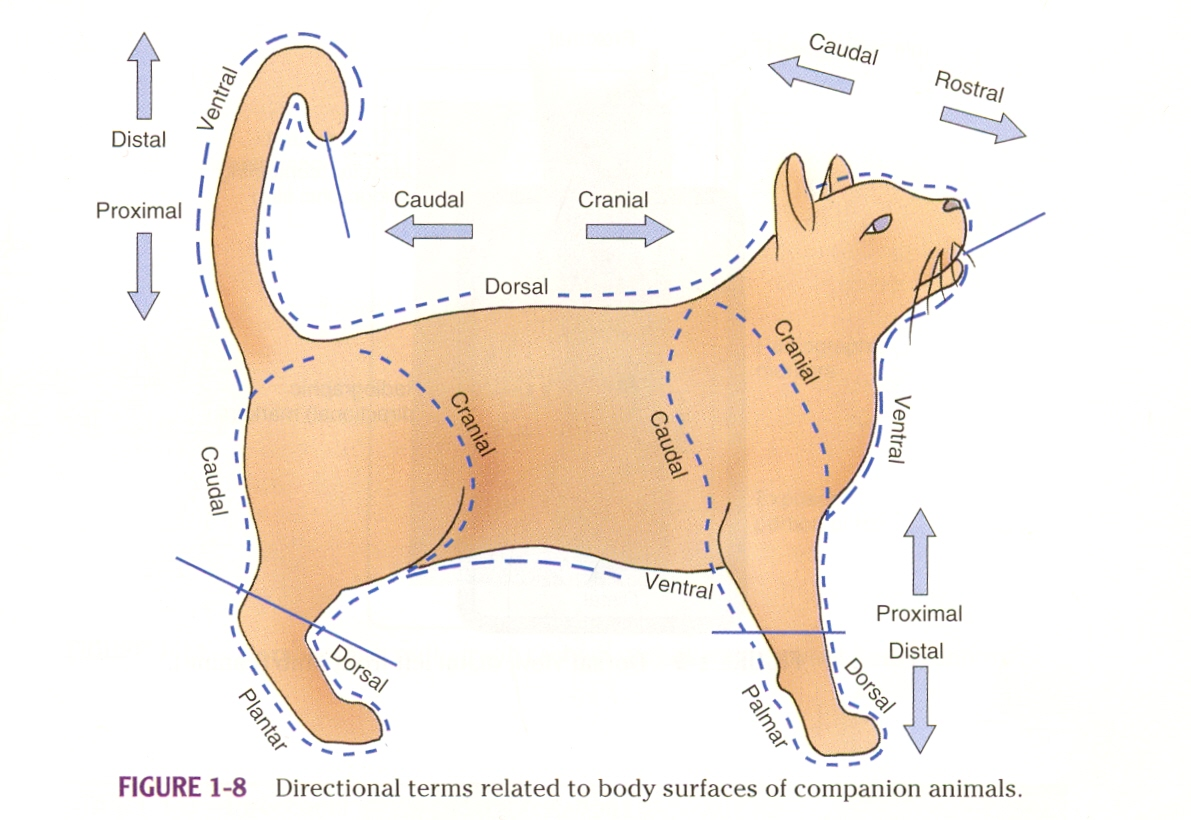 Caudal
Rostral
Ventral
Distal
Proximal
Caudal
Cranial
Dorsal
Cranial
Cranial
Caudal
Ventral
Caudal
Ventral
Proximal
Distal
Dorsal
Dorsal
Plantar
Palmar
FIGURE 1-8 Directional terms related to body surfaces of companion animals.